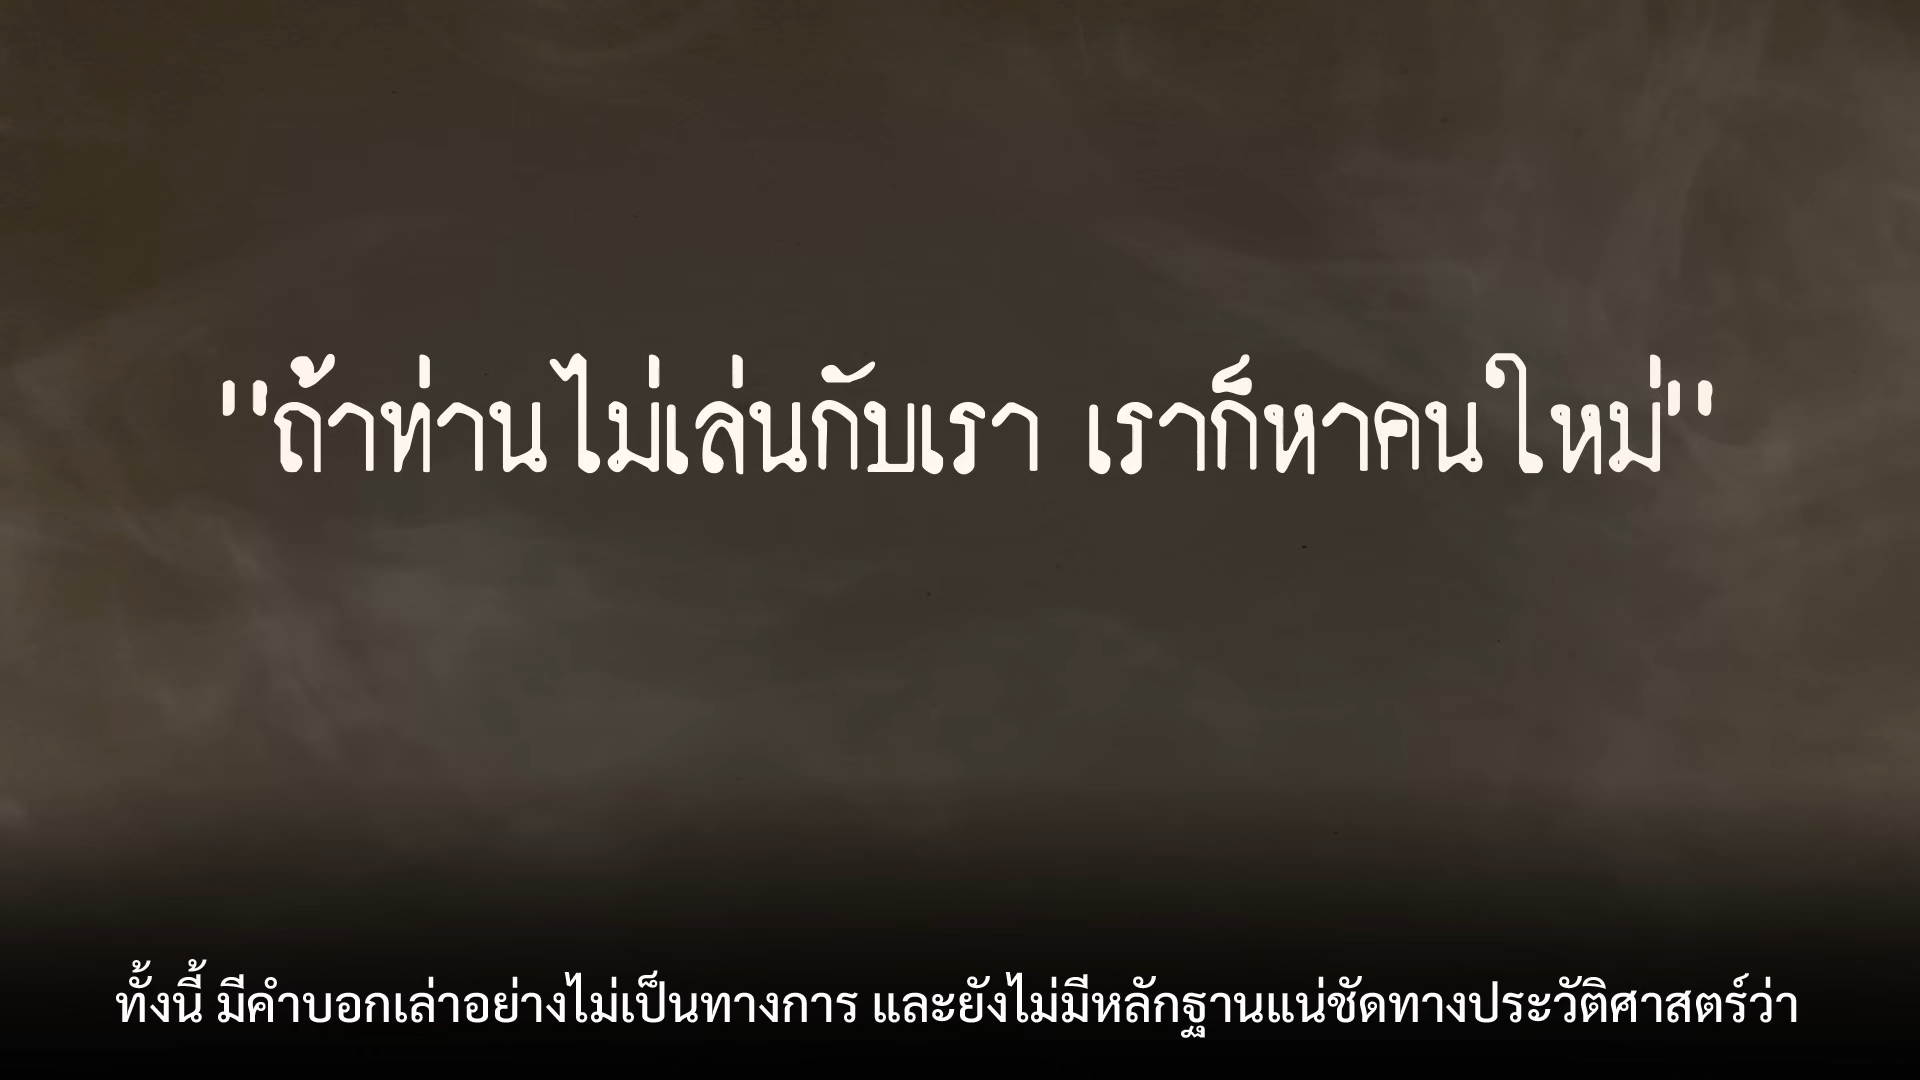 "ถ้าท่านไม่เล่นกับเรา เราก็หาคนใหม่"
ทั้งนี้ มีคำบอกเล่าอย่างไม่เป็นทางการ และยังไม่มีหลักฐานแน่ชัดทางประวัติศาสตร์ว่า